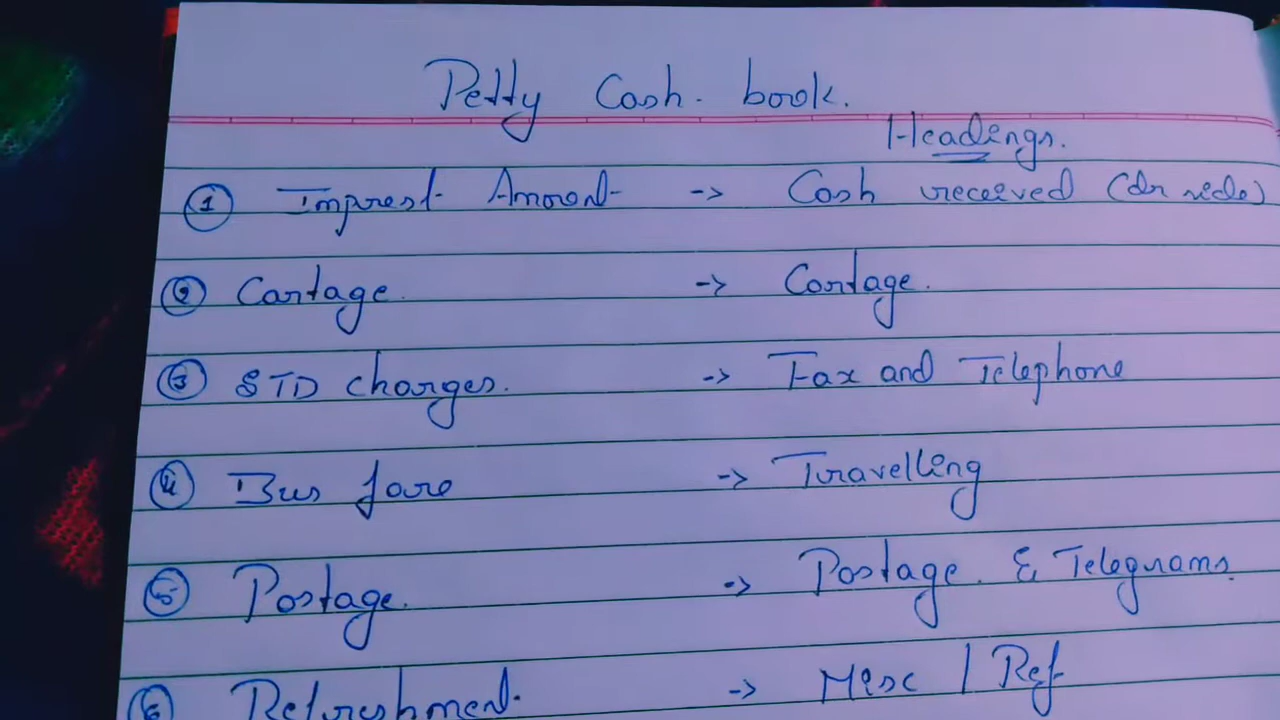 Petty Cash. book.
Headings.
① Imprest Amount -> Cash received (dr side)
② Cartage. -> Cartage.
③ STD charges. -> Fax and Telephone
④ Bus fare -> Travelling
⑤ Postage. -> Postage. & Telegrams.
⑥ Refreshment. -> Misc / Ref